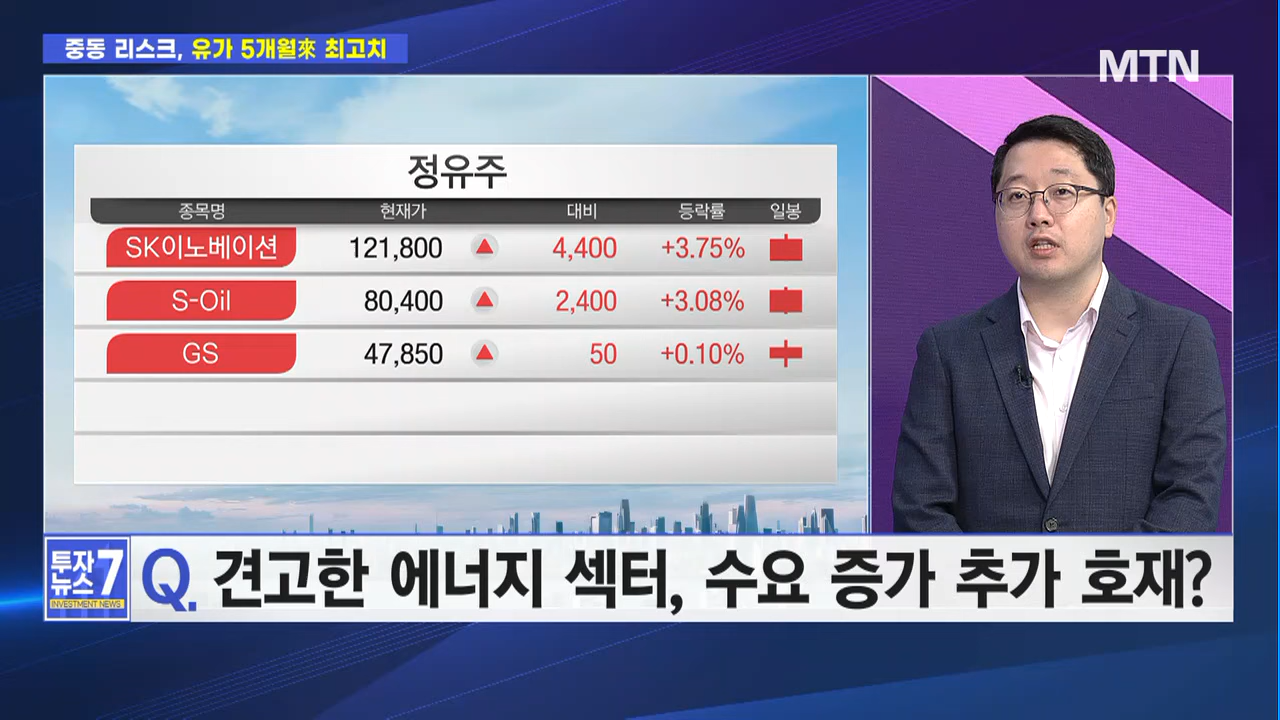 중동 리스크, 유가 5개월來 최고치
MTN
정유주
종목명 현재가 대비 등락률 일봉
SK이노베이션 121,800 ▲ 4,400 +3.75%
S-Oil 80,400 ▲ 2,400 +3.08%
GS 47,850 ▲ 50 +0.10%
투자
뉴스7
INVESTMENT NEWS
Q. 견고한 에너지 섹터, 수요 증가 추가 호재?